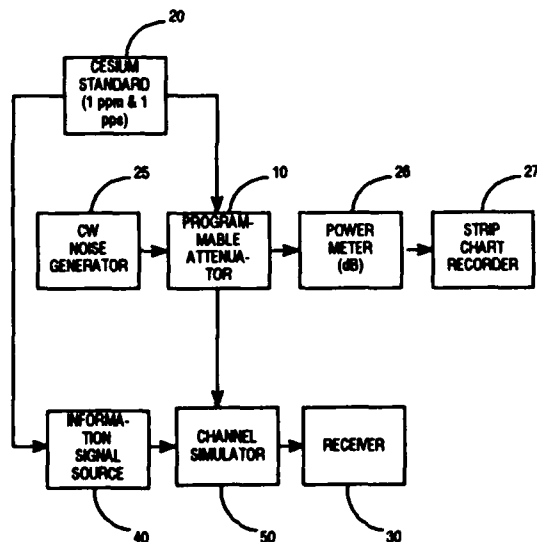 20
CESIUM
STANDARD
(1 ppm & 1
pps)
25
10
26
27
CW
NOISE
GENERATOR
PROGRAM-
MABLE
ATTENUA-
TOR
POWER
METER
(dB)
STRIP
CHART
RECORDER
INFORMA-
TION
SIGNAL
SOURCE
CHANNEL
SIMULATOR
RECEIVER
40
50
30